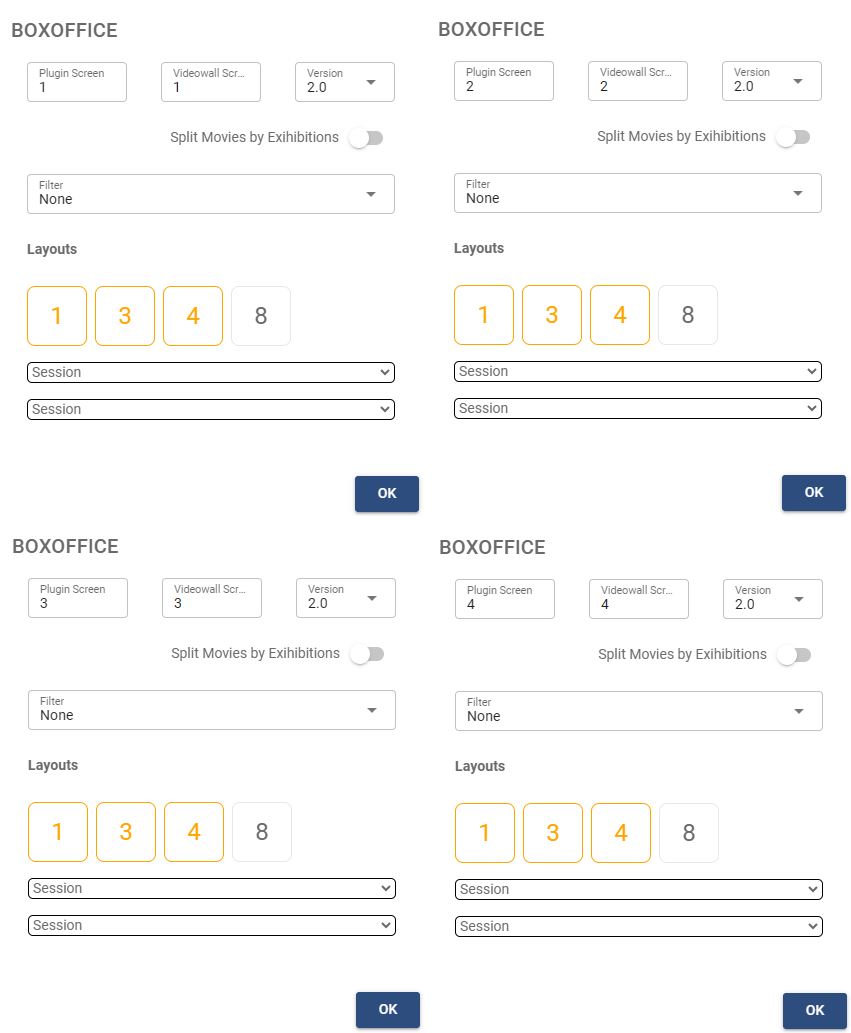 BOXOFFICE
Plugin Screen
1
Videowall Scr...
1
Version
2.0
Split Movies by Exihibitions
Filter
None
Layouts
1 3 4 8
Session
Session
OK
BOXOFFICE
Plugin Screen
2
Videowall Scr...
2
Version
2.0
Split Movies by Exihibitions
Filter
None
Layouts
1 3 4 8
Session
Session
OK
BOXOFFICE
Plugin Screen
3
Videowall Scr...
3
Version
2.0
Split Movies by Exihibitions
Filter
None
Layouts
1 3 4 8
Session
Session
OK
BOXOFFICE
Plugin Screen
4
Videowall Scr...
4
Version
2.0
Split Movies by Exihibitions
Filter
None
Layouts
1 3 4 8
Session
Session
OK